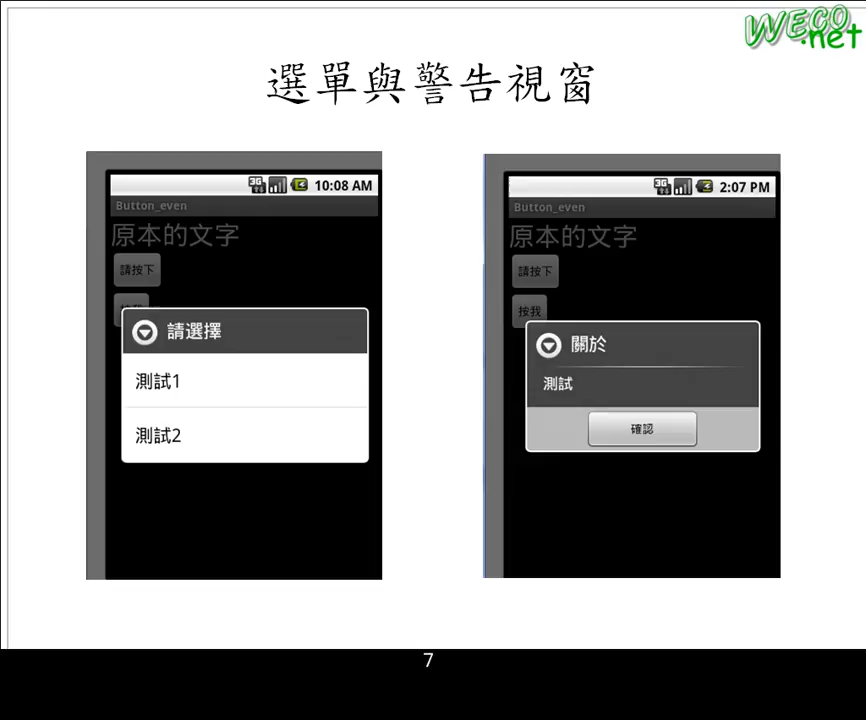 WECO.net
選單與警告視窗
3G
10:08 AM
Button_even
原本的文字
請按下
請選擇
測試1
測試2
3G
2:07 PM
Button_even
原本的文字
請按下
按我
關於
測試
確認
7